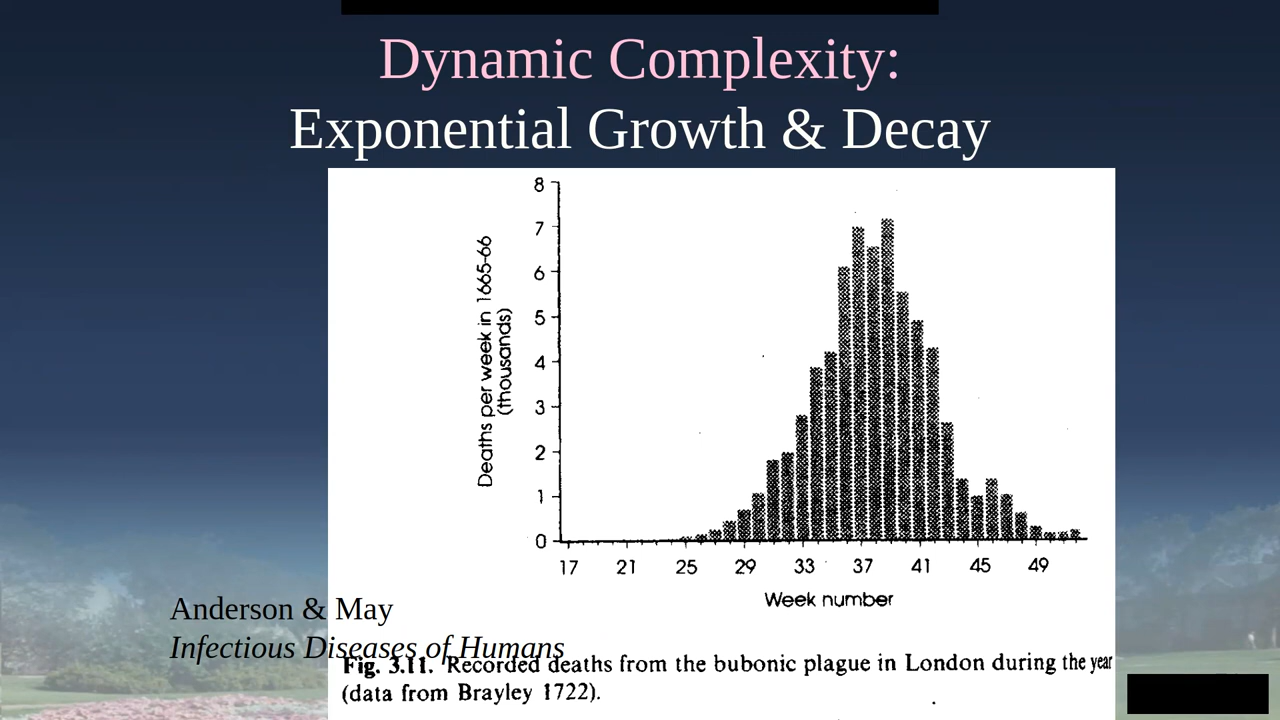 Dynamic Complexity:
Exponential Growth & Decay
8
7
6
5
4
3
2
1
0
Deaths per week in 1665-66
(thousands)
17 21 25 29 33 37 41 45 49
Week number
Anderson & May
Infectious Diseases of Humans
Fig. 3.11. Recorded deaths from the bubonic plague in London during the year
(data from Brayley 1722).